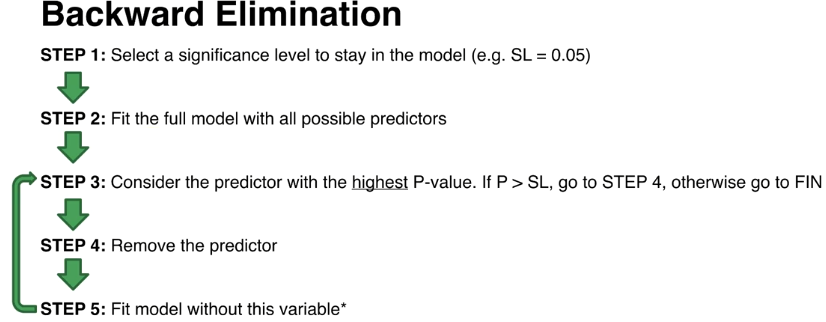 Backward Elimination
STEP 1: Select a significance level to stay in the model (e.g. SL = 0.05)
STEP 2: Fit the full model with all possible predictors
STEP 3: Consider the predictor with the highest P-value. If P > SL, go to STEP 4, otherwise go to FIN
STEP 4: Remove the predictor
STEP 5: Fit model without this variable*